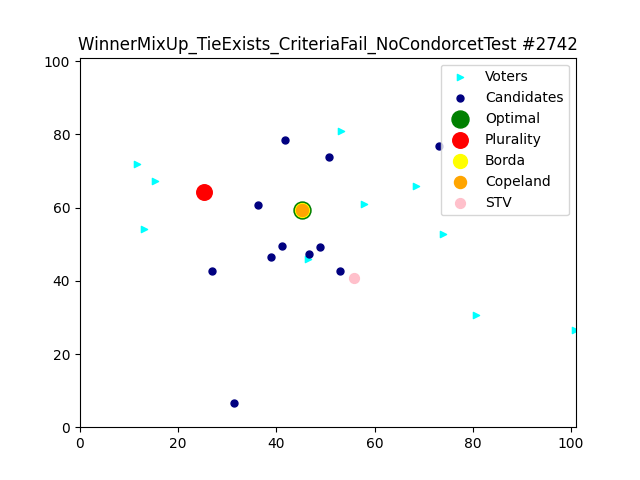 WinnerMixUp_TieExists_CriteriaFail_NoCondorcetTest #2742
100
80
60
40
20
0
0
20
40
60
80
100
Voters
Candidates
Optimal
Plurality
Borda
Copeland
STV